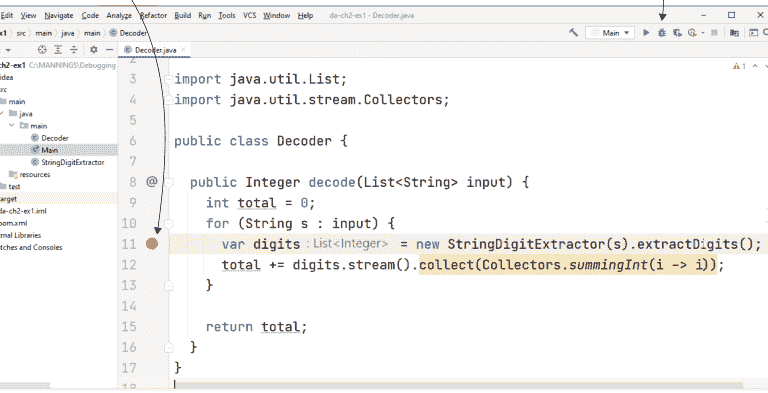 Edit View Navigate Code Analyze Refactor Build Run Tools VCS Window Help da-ch2-ex1 - Decoder.java
src main java main Decoder
Main
Decoder.java
ch2-ex1 C:\MANNINGS\Debugging
idea
src
main
java
main
Decoder
Main
StringDigitExtractor
resources
test
target
da-ch2-ex1.iml
pom.xml
nal Libraries
tches and Consoles
1
2
3 import java.util.List;
4 import java.util.stream.Collectors;
5
6 public class Decoder {
7
8 @ public Integer decode(List<String> input) {
9 int total = 0;
10 for (String s : input) {
11 var digits : List<Integer> = new StringDigitExtractor(s).extractDigits();
12 total += digits.stream().collect(Collectors.summingInt(i -> i));
13 }
14
15 return total;
16 }
17 }
18